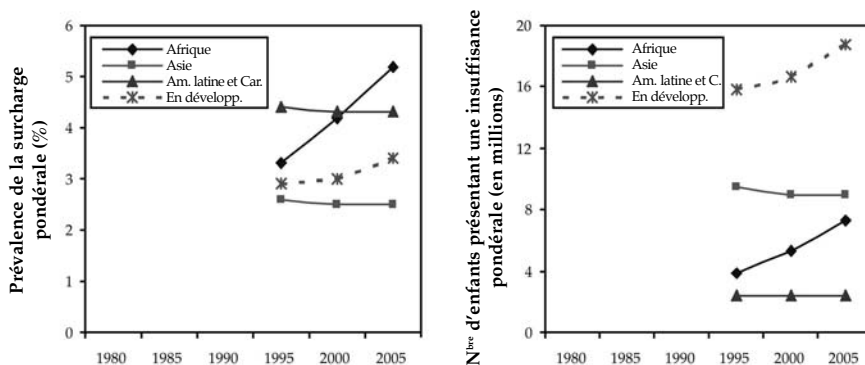 Prévalence de la surcharge
pondérale (%)
6
5
4
3
2
1
0
Afrique
Asie
Am. latine et Car.
En développ.
1980 1985 1990 1995 2000 2005
Nbre d'enfants présentant une insuffisance
pondérale (en millions)
20
16
12
8
4
0
Afrique
Asie
Am. latine et C.
En développ.
1980 1985 1990 1995 2000 2005